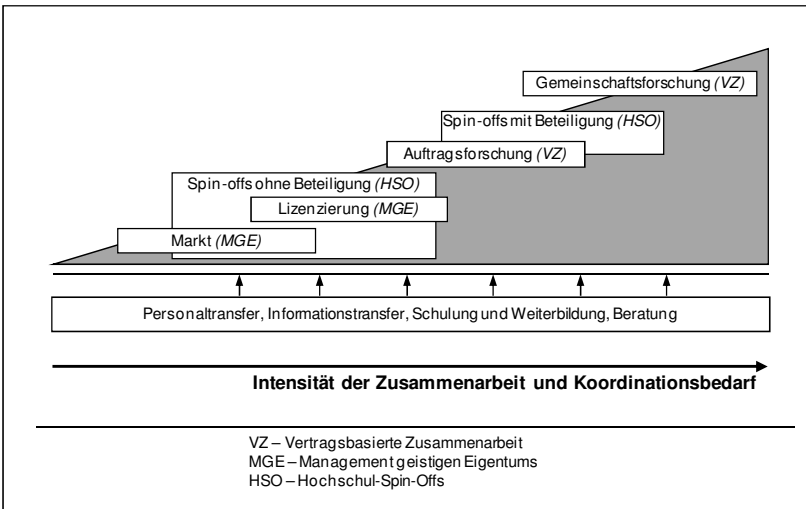 Gemeinschaftsforschung (VZ)
Spin-offs mit Beteiligung (HSO)
Auftragsforschung (VZ)
Spin-offs ohne Beteiligung (HSO)
Lizenzierung (MGE)
Markt (MGE)
Personaltransfer, Informationstransfer, Schulung und Weiterbildung, Beratung
Intensität der Zusammenarbeit und Koordinationsbedarf
VZ – Vertragsbasierte Zusammenarbeit
MGE – Management geistigen Eigentums
HSO – Hochschul-Spin-Offs